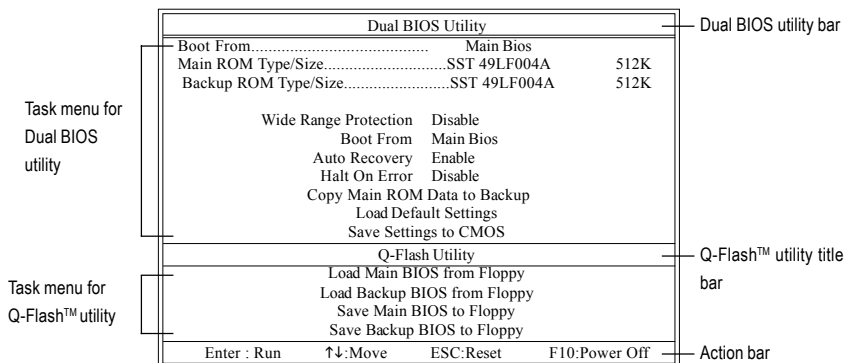 Dual BIOS Utility
Dual BIOS utility bar
Boot From.......................................... Main Bios
Main ROM Type/Size.............................SST 49LF004A 512K
Backup ROM Type/Size.........................SST 49LF004A 512K
Task menu for
Dual BIOS
utility
Wide Range Protection Disable
Boot From Main Bios
Auto Recovery Enable
Halt On Error Disable
Copy Main ROM Data to Backup
Load Default Settings
Save Settings to CMOS
Q-Flash Utility
Q-Flash™ utility title
bar
Task menu for
Q-Flash™ utility
Load Main BIOS from Floppy
Load Backup BIOS from Floppy
Save Main BIOS to Floppy
Save Backup BIOS to Floppy
Enter : Run ↑↓:Move ESC:Reset F10:Power Off
Action bar